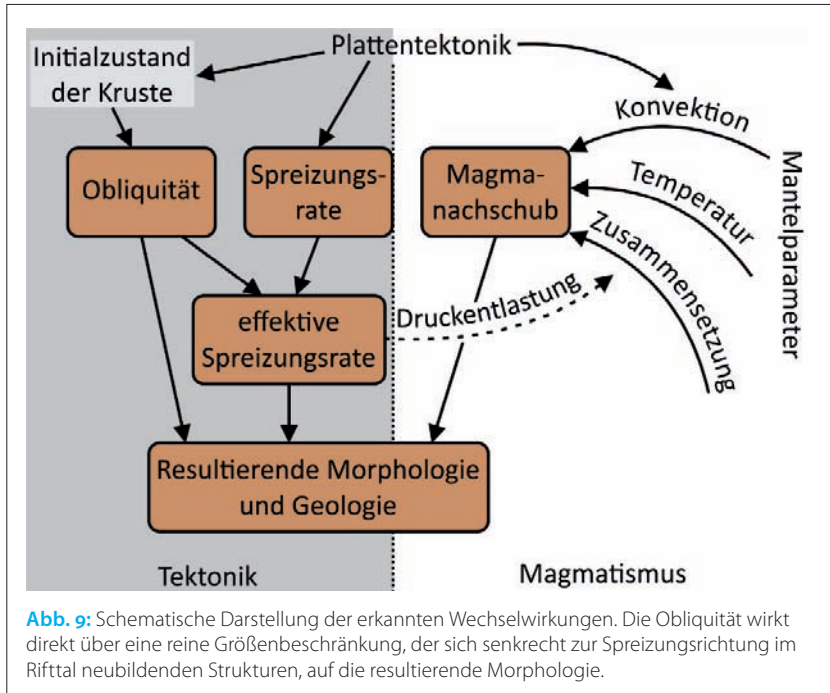 Plattentektonik
Initialzustand
der Kruste
Konvektion
Obliquität
Spreizungs-
rate
Magma-
nachschub
Temperatur
Zusammensetzung
Mantelparameter
effektive
Spreizungsrate
Druckentlastung
Resultierende Morphologie
und Geologie
Tektonik
Magmatismus
Abb. 9: Schematische Darstellung der erkannten Wechselwirkungen. Die Obliquität wirkt
direkt über eine reine Größenbeschränkung, der sich senkrecht zur Spreizungsrichtung im
Rifttal neubildenden Strukturen, auf die resultierende Morphologie.